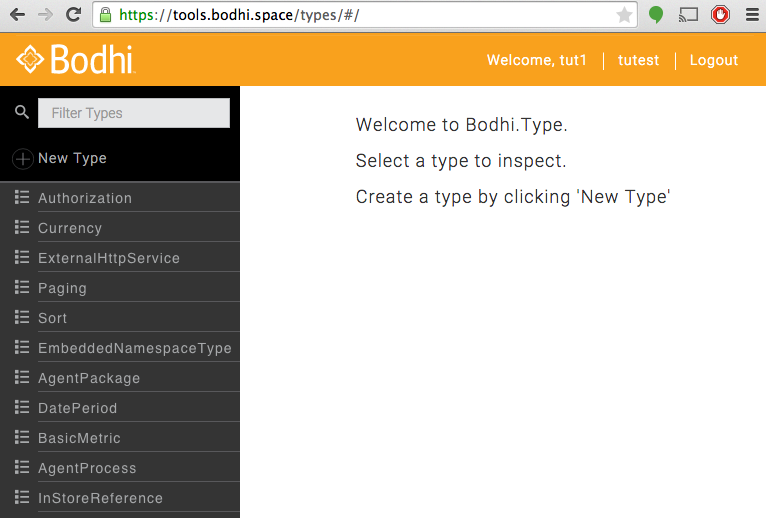 https://tools.bodhi.space/types/#/
Bodhi
Welcome, tut1
tutest
Logout
Filter Types
New Type
Authorization
Currency
ExternalHttpService
Paging
Sort
EmbeddedNamespaceType
AgentPackage
DatePeriod
BasicMetric
AgentProcess
InStoreReference
Welcome to Bodhi.Type.
Select a type to inspect.
Create a type by clicking 'New Type'